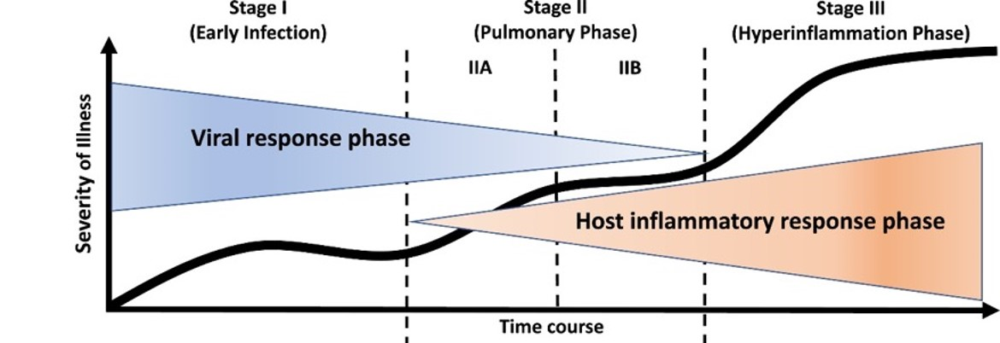 Stage I
(Early Infection)
Stage II
(Pulmonary Phase)
Stage III
(Hyperinflammation Phase)
IIA
IIB
Severity of Illness
Viral response phase
Host inflammatory response phase
Time course